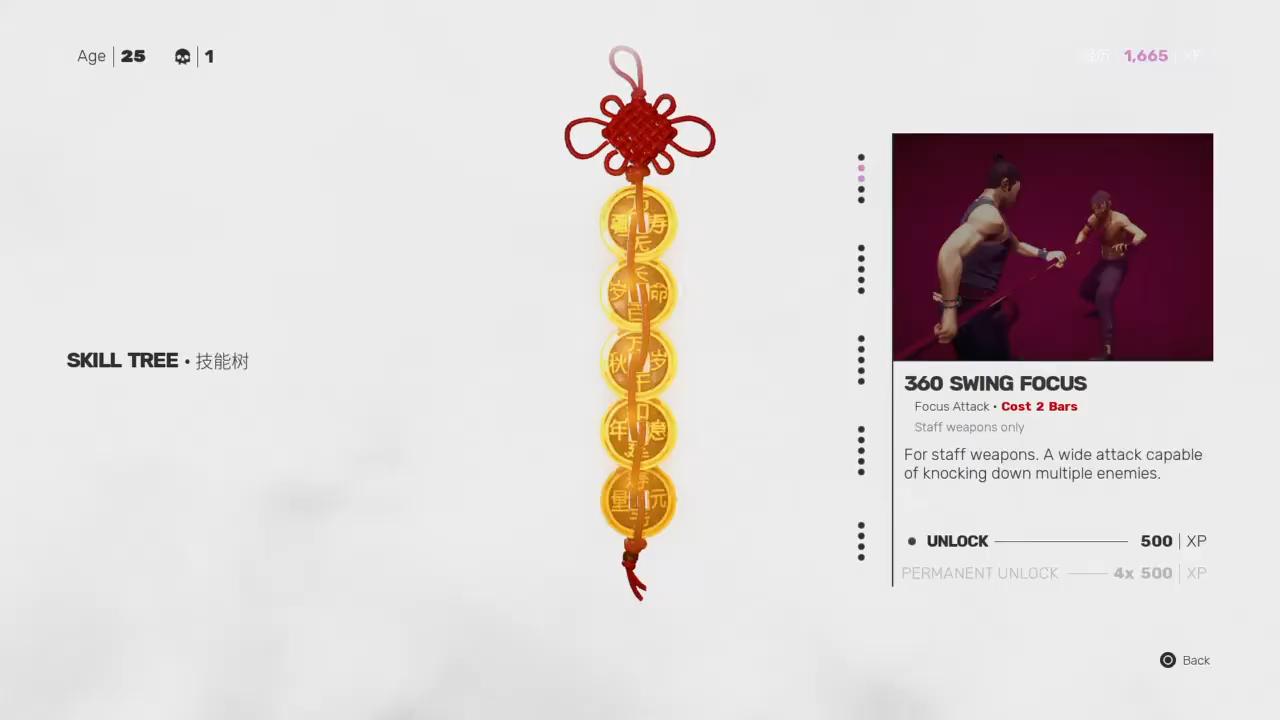 Age 25 1
1,665 XP
SKILL TREE • 技能树
360 SWING FOCUS
Focus Attack • Cost 2 Bars
Staff weapons only
For staff weapons. A wide attack capable
of knocking down multiple enemies.
UNLOCK 500 XP
PERMANENT UNLOCK 4x 500 XP
Back